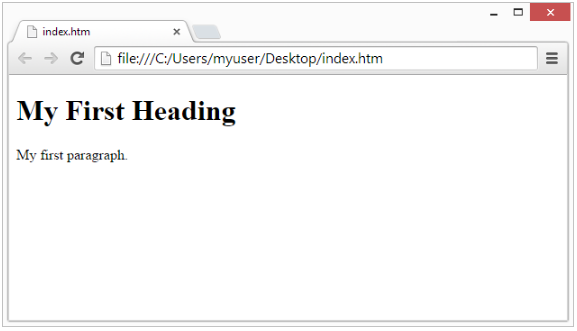 index.htm
file:///C:/Users/myuser/Desktop/index.htm
My First Heading
My first paragraph.